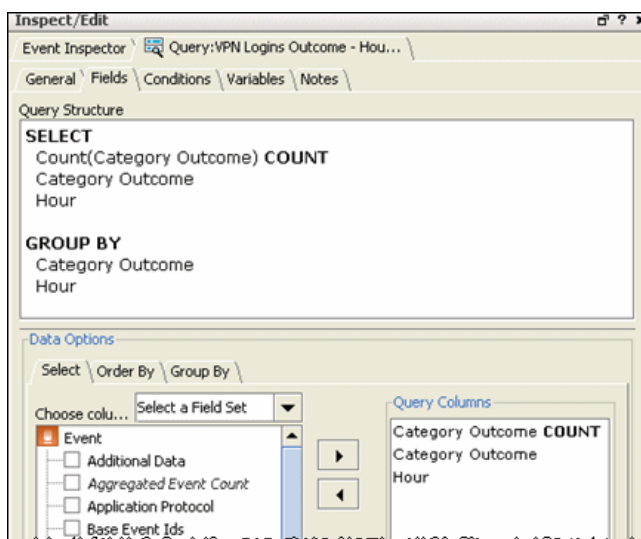 Inspect/Edit
Event Inspector
Query:VPN Logins Outcome - Hou...
General
Fields
Conditions
Variables
Notes
Query Structure
SELECT
Count(Category Outcome) COUNT
Category Outcome
Hour
GROUP BY
Category Outcome
Hour
Data Options
Select
Order By
Group By
Choose colu...
Select a Field Set
Event
Additional Data
Aggregated Event Count
Application Protocol
Base Event Ids
Query Columns
Category Outcome COUNT
Category Outcome
Hour